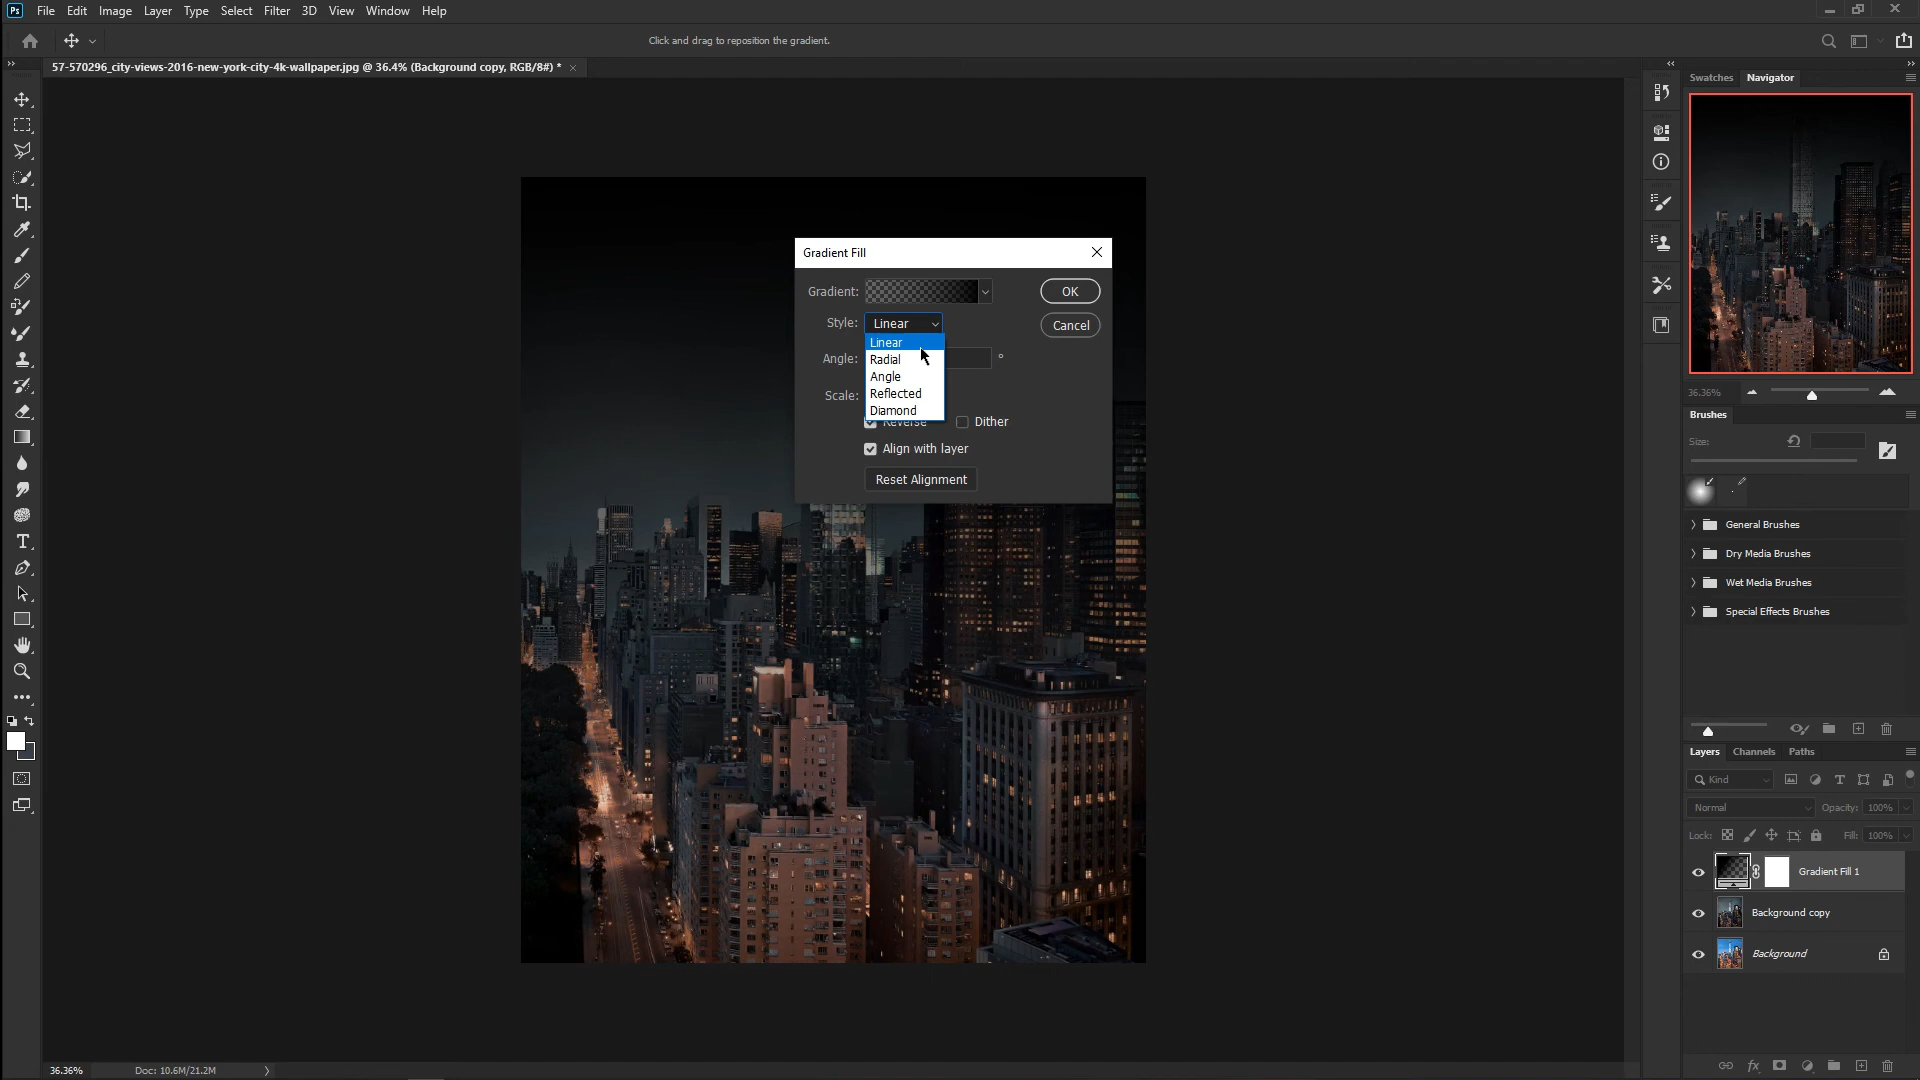 Ps File Edit Image Layer Type Select Filter 3D View Window Help
Click and drag to reposition the gradient.
57-570296_city-views-2016-new-york-city-4k-wallpaper.jpg @ 36.4% (Background copy, RGB/8#) *
Swatches Navigator
Gradient Fill
Gradient:
OK
Style: Linear
Cancel
Linear
Radial
Angle:
Angle
Reflected
Scale:
Diamond
Reverse Dither
Align with layer
Reset Alignment
36.36%
Brushes
Size:
General Brushes
Dry Media Brushes
Wet Media Brushes
Special Effects Brushes
Layers Channels Paths
Kind
Normal Opacity: 100%
Lock: Fill: 100%
Gradient Fill 1
Background copy
Background
36.36% Doc: 10.6M/21.2M